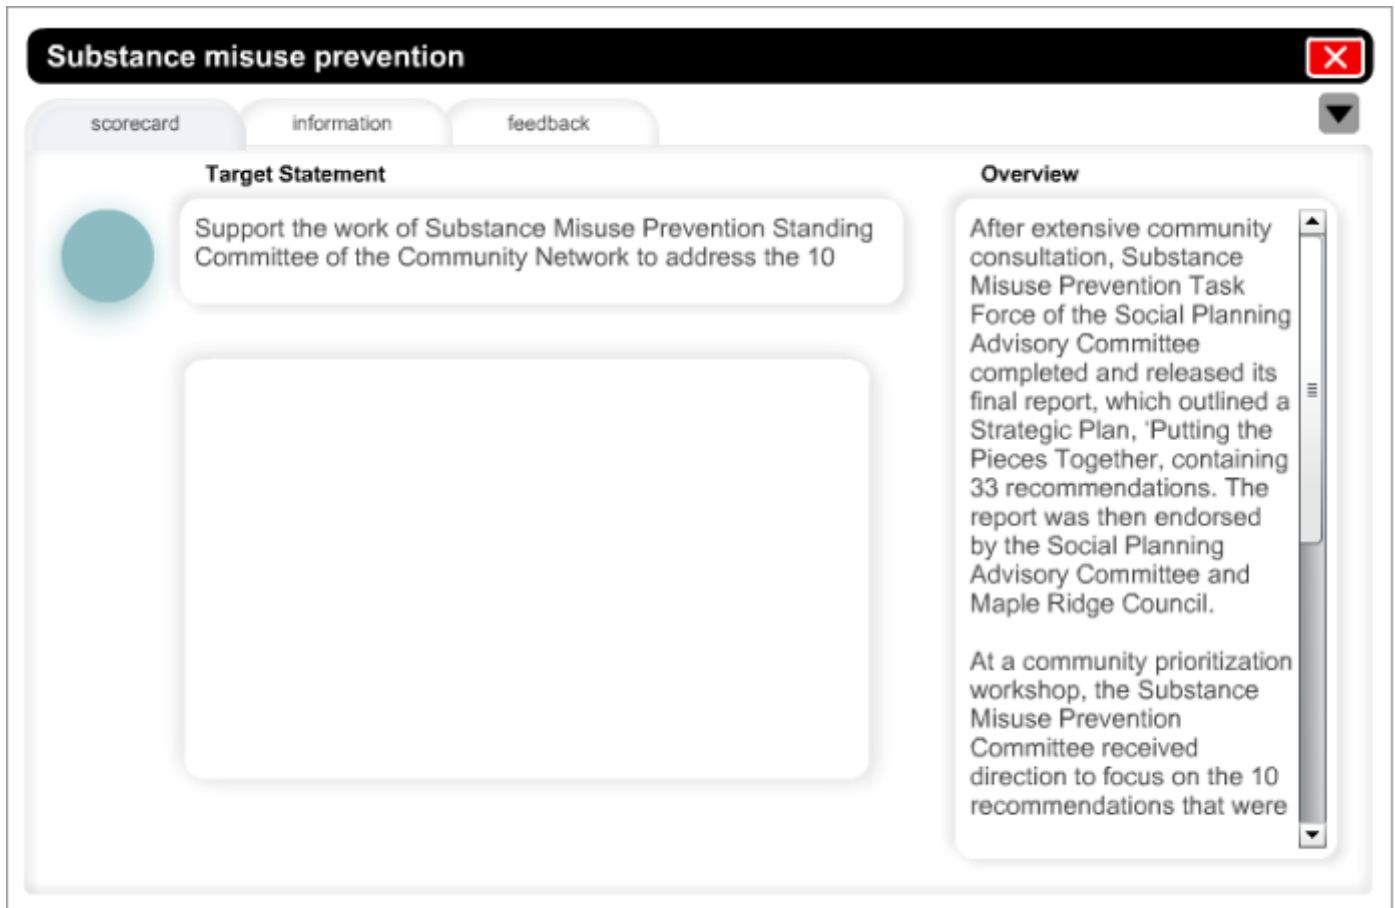 Substance misuse prevention
scorecard
information
feedback
Target Statement
Support the work of Substance Misuse Prevention Standing
Committee of the Community Network to address the 10
Overview
After extensive community
consultation, Substance
Misuse Prevention Task
Force of the Social Planning
Advisory Committee
completed and released its
final report, which outlined a
Strategic Plan, 'Putting the
Pieces Together, containing
33 recommendations. The
report was then endorsed
by the Social Planning
Advisory Committee and
Maple Ridge Council.
At a community prioritization
workshop, the Substance
Misuse Prevention
Committee received
direction to focus on the 10
recommendations that were